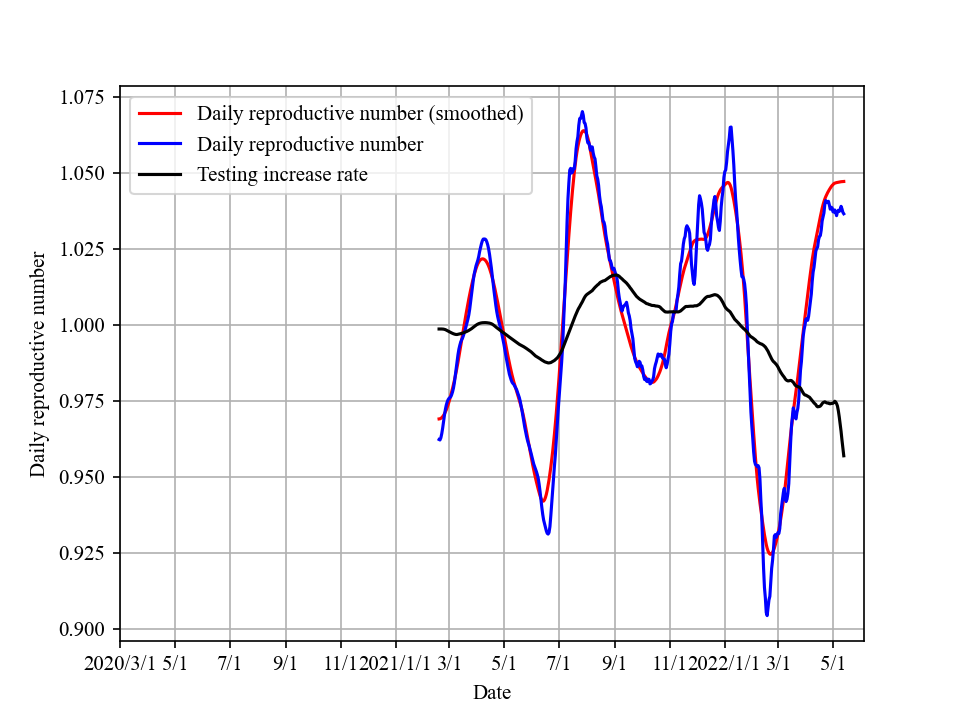 Daily reproductive number (smoothed)
Daily reproductive number
Testing increase rate
1.075
1.050
1.025
1.000
0.975
0.950
0.925
0.900
Daily reproductive number
2020/3/1 5/1 7/1 9/1 11/1 2021/1/1 3/1 5/1 7/1 9/1 11/1 2022/1/1 3/1 5/1
Date